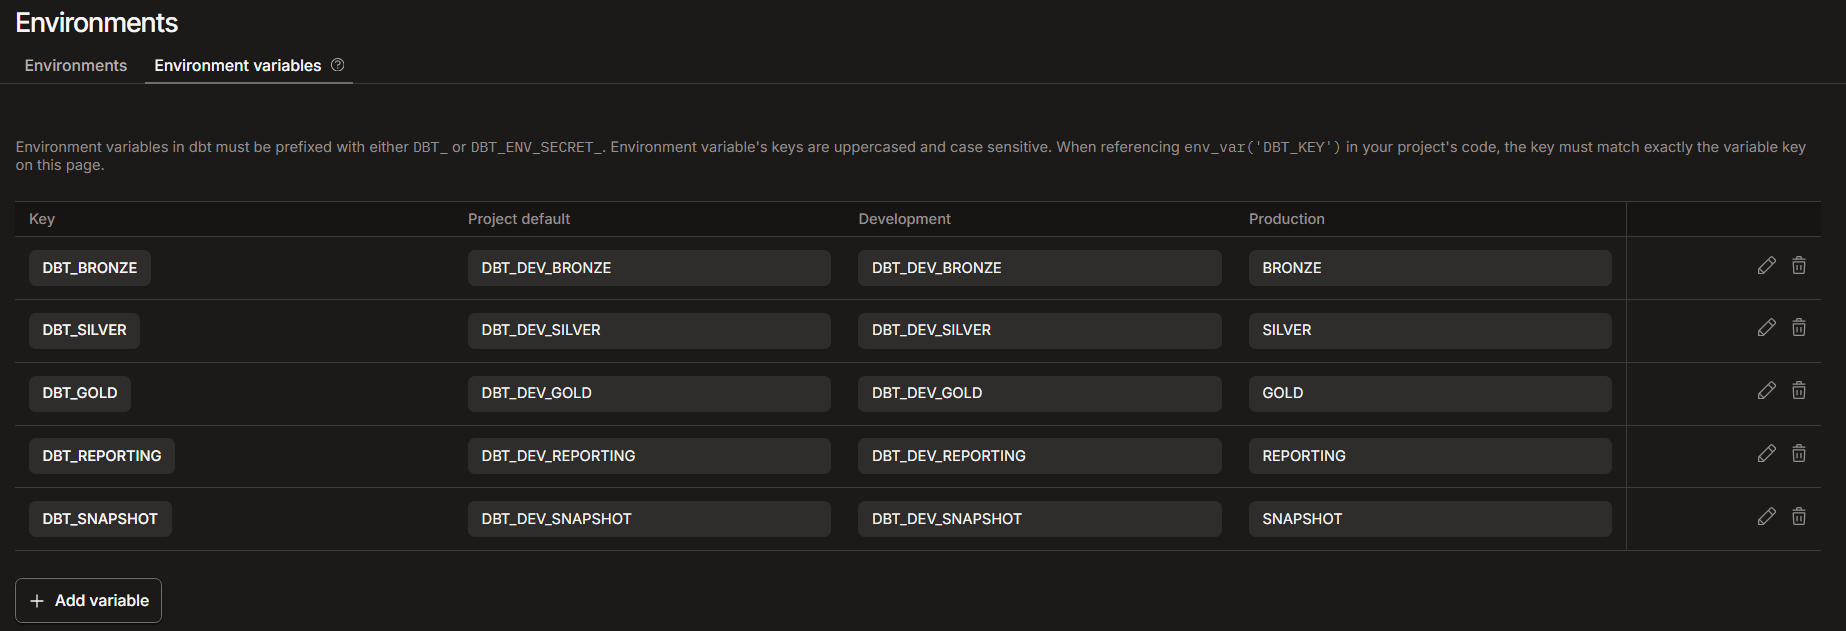 Environments
Environments Environment variables
Environment variables in dbt must be prefixed with either DBT_ or DBT_ENV_SECRET_. Environment variable's keys are uppercased and case sensitive. When referencing env_var('DBT_KEY') in your project's code, the key must match exactly the variable key
on this page.
Key Project default Development Production
DBT_BRONZE DBT_DEV_BRONZE DBT_DEV_BRONZE BRONZE
DBT_SILVER DBT_DEV_SILVER DBT_DEV_SILVER SILVER
DBT_GOLD DBT_DEV_GOLD DBT_DEV_GOLD GOLD
DBT_REPORTING DBT_DEV_REPORTING DBT_DEV_REPORTING REPORTING
DBT_SNAPSHOT DBT_DEV_SNAPSHOT DBT_DEV_SNAPSHOT SNAPSHOT
+ Add variable